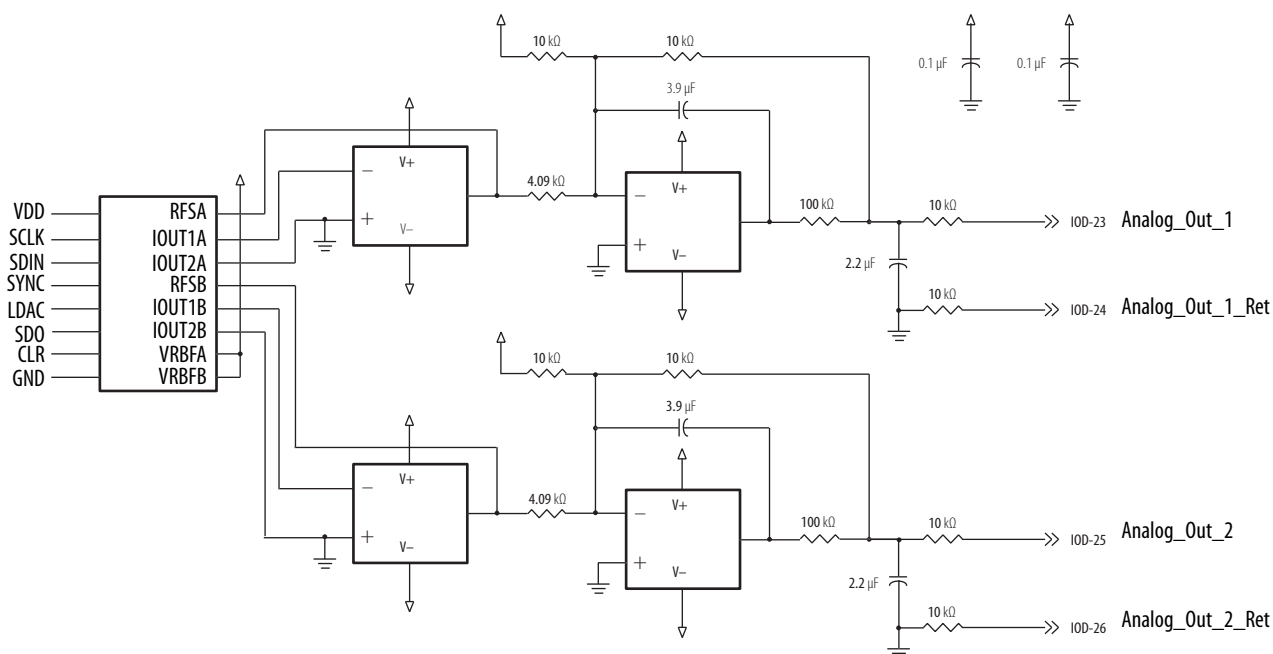 10 kΩ
10 kΩ
0.1 µF
0.1 µF
3.9 µF
V+
4.09 kΩ
V+
−
−
100 kΩ
10 kΩ
VDD
RFSA
+
V−
IOD-23
Analog_Out_1
SCLK
IOUT1A
+
V−
2.2 µF
SDIN
IOUT2A
SYNC
RFSB
10 kΩ
IOD-24
Analog_Out_1_Ret
LDAC
IOUT1B
SDO
IOUT2B
CLR
VRBFA
10 kΩ
10 kΩ
GND
VRBFB
3.9 µF
V+
4.09 kΩ
V+
−
−
100 kΩ
10 kΩ
+
V−
IOD-25
Analog_Out_2
+
V−
2.2 µF
10 kΩ
IOD-26
Analog_Out_2_Ret